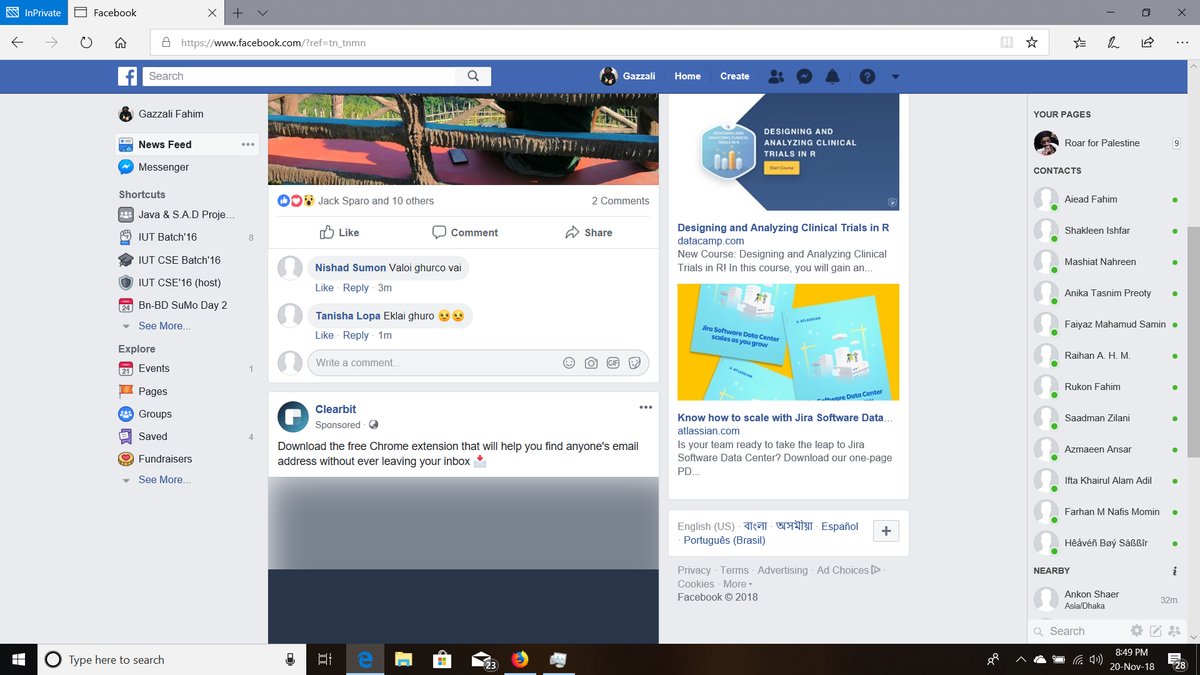 InPrivate
Facebook
https://www.facebook.com/?ref=tn_tnmn
Search
Gazzali
Home
Create
Gazzali Fahim
News Feed
Messenger
Shortcuts
Java & S.A.D Proje...
IUT Batch'16 8
IUT CSE Batch'16
IUT CSE'16 (host)
Bn-BD SuMo Day 2
See More...
Explore
Events 1
Pages
Groups
Saved 4
Fundraisers
See More...
Jack Sparo and 10 others 2 Comments
Like Comment Share
Nishad Sumon Valoi ghurco vai
Like · Reply · 3m
Tanisha Lopa Eklai ghuro 😉😉
Like · Reply · 1m
Write a comment...
GIF
Clearbit
Sponsored ·
Download the free Chrome extension that will help you find anyone's email
address without ever leaving your inbox 📩
DESIGNING AND
ANALYZING CLINICAL
TRIALS IN R
Start Course
Designing and Analyzing Clinical Trials in R
datacamp.com
New Course: Designing and Analyzing Clinical
Trials in R! In this course, you will gain an...
ATLASSIAN
Jira Software Data Center
scales as you grow
Know how to scale with Jira Software Data...
atlassian.com
Is your team ready to take the leap to Jira
Software Data Center? Download our one-page
PD...
English (US) · বাংলা · অসমীয়া · Español
· Português (Brasil)
Privacy · Terms · Advertising · Ad Choices
Cookies · More
Facebook © 2018
YOUR PAGES
Roar for Palestine 9
CONTACTS
Aiead Fahim
Shakleen Ishfar
Mashiat Nahreen
Anika Tasnim Preoty
Faiyaz Mahamud Samin
Raihan A. H. M.
Rukon Fahim
Saadman Zilani
Azmaeen Ansar
Ifta Khairul Alam Adil
Farhan M Nafis Momin
Hêåvéñ Bøý Sáßßîr
NEARBY
Ankon Shaer 32m
Asia/Dhaka
Search
Type here to search
23
8:49 PM
20-Nov-18
28